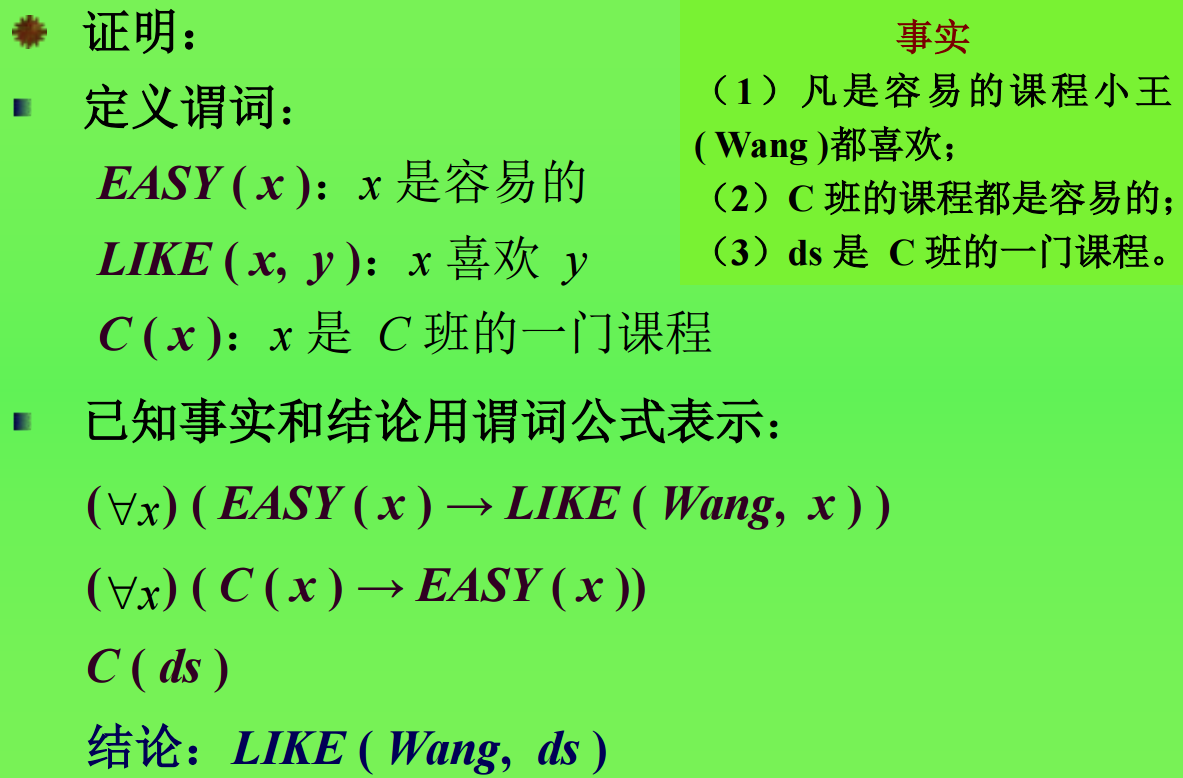 证明：
定义谓词：
EASY ( x )：x 是容易的
LIKE ( x, y )：x 喜欢 y
C ( x )：x 是 C 班的一门课程
已知事实和结论用谓词公式表示：
(∀x) ( EASY ( x ) → LIKE ( Wang, x ) )
(∀x) ( C ( x ) → EASY ( x ))
C ( ds )
结论：LIKE ( Wang, ds )
事实
（1）凡是容易的课程小王
( Wang )都喜欢；
（2）C 班的课程都是容易的；
（3）ds 是 C 班的一门课程。